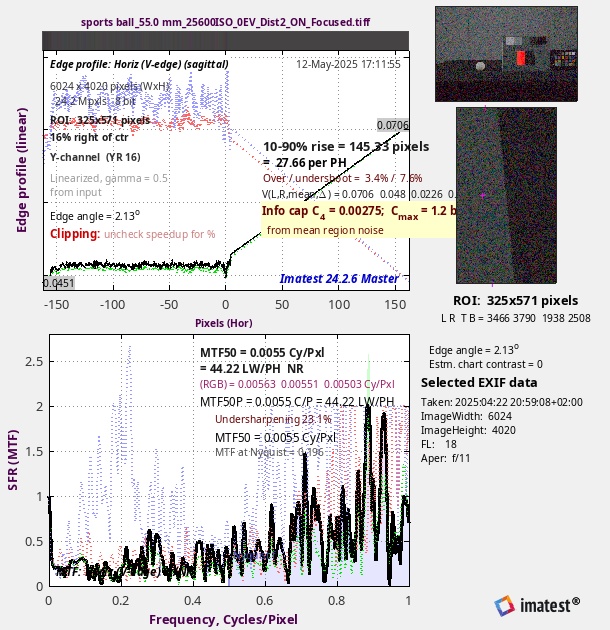 sports ball_55.0 mm_25600ISO_0EV_Dist2_ON_Focused.tiff
Edge profile: Horiz (V-edge) (sagittal)
12-May-2025 17:11:55
6024 x 4020 pixels (WxH)
24.2 Mpxls 8 bit
ROI: 325x571 pixels
16% right of ctr
Y-channel (YR 16)
Linearized, gamma = 0.5
from input
Edge angle = 2.13°
Clipping: uncheck speedup for %
0.0706
10-90% rise = 145.33 pixels
= 27.66 per PH
Over / undershoot = 3.4% / 7.6%
V(L,R,mean,Δ) = 0.0706 0.048 0.0226 0.
Info cap C4 = 0.00275; Cmax = 1.2 b
from mean region noise
Imatest 24.2.6 Master
0.0451
Edge profile (linear)
-150 -100 -50 0 50 100 150
Pixels (Hor)
ROI: 325x571 pixels
L R T B = 3466 3790 1938 2508
Edge angle = 2.13°
Estm. chart contrast = 0
Selected EXIF data
Taken: 2025:04:22 20:59:08+02:00
ImageWidth: 6024
ImageHeight: 4020
FL: 18
Aper: f/11
MTF50 = 0.0055 Cy/Pxl
= 44.22 LW/PH NR
(RGB) = 0.00563 0.00551 0.00503 Cy/Pxl
MTF50P = 0.0055 C/P = 44.22 LW/PH
Undersharpening 23.1%
MTF50 = 0.0055 Cy/Pxl
MTF at Nyquist = 0.196
SFR (MTF)
2.5
2
1.5
1
0.5
0
0 0.2 0.4 0.6 0.8 1
Frequency, Cycles/Pixel
imatest®